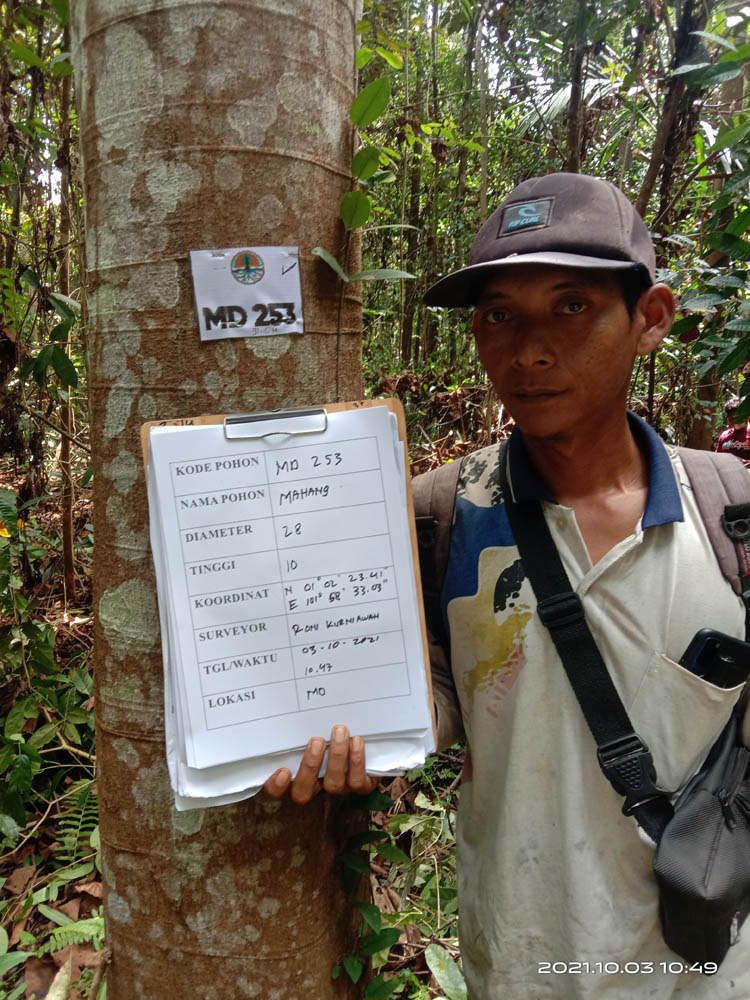 RIP CURL
MD 253
KODE POHON MD 253
NAMA POHON MAHANG
DIAMETER 28
TINGGI 10
KOORDINAT N 01° 02' 23.41"
E 101° 58' 33.03"
SURVEYOR RONI KURNIAWAN
TGL/WAKTU 03-10-2021
10.47
LOKASI MD
2021.10.03 10:49